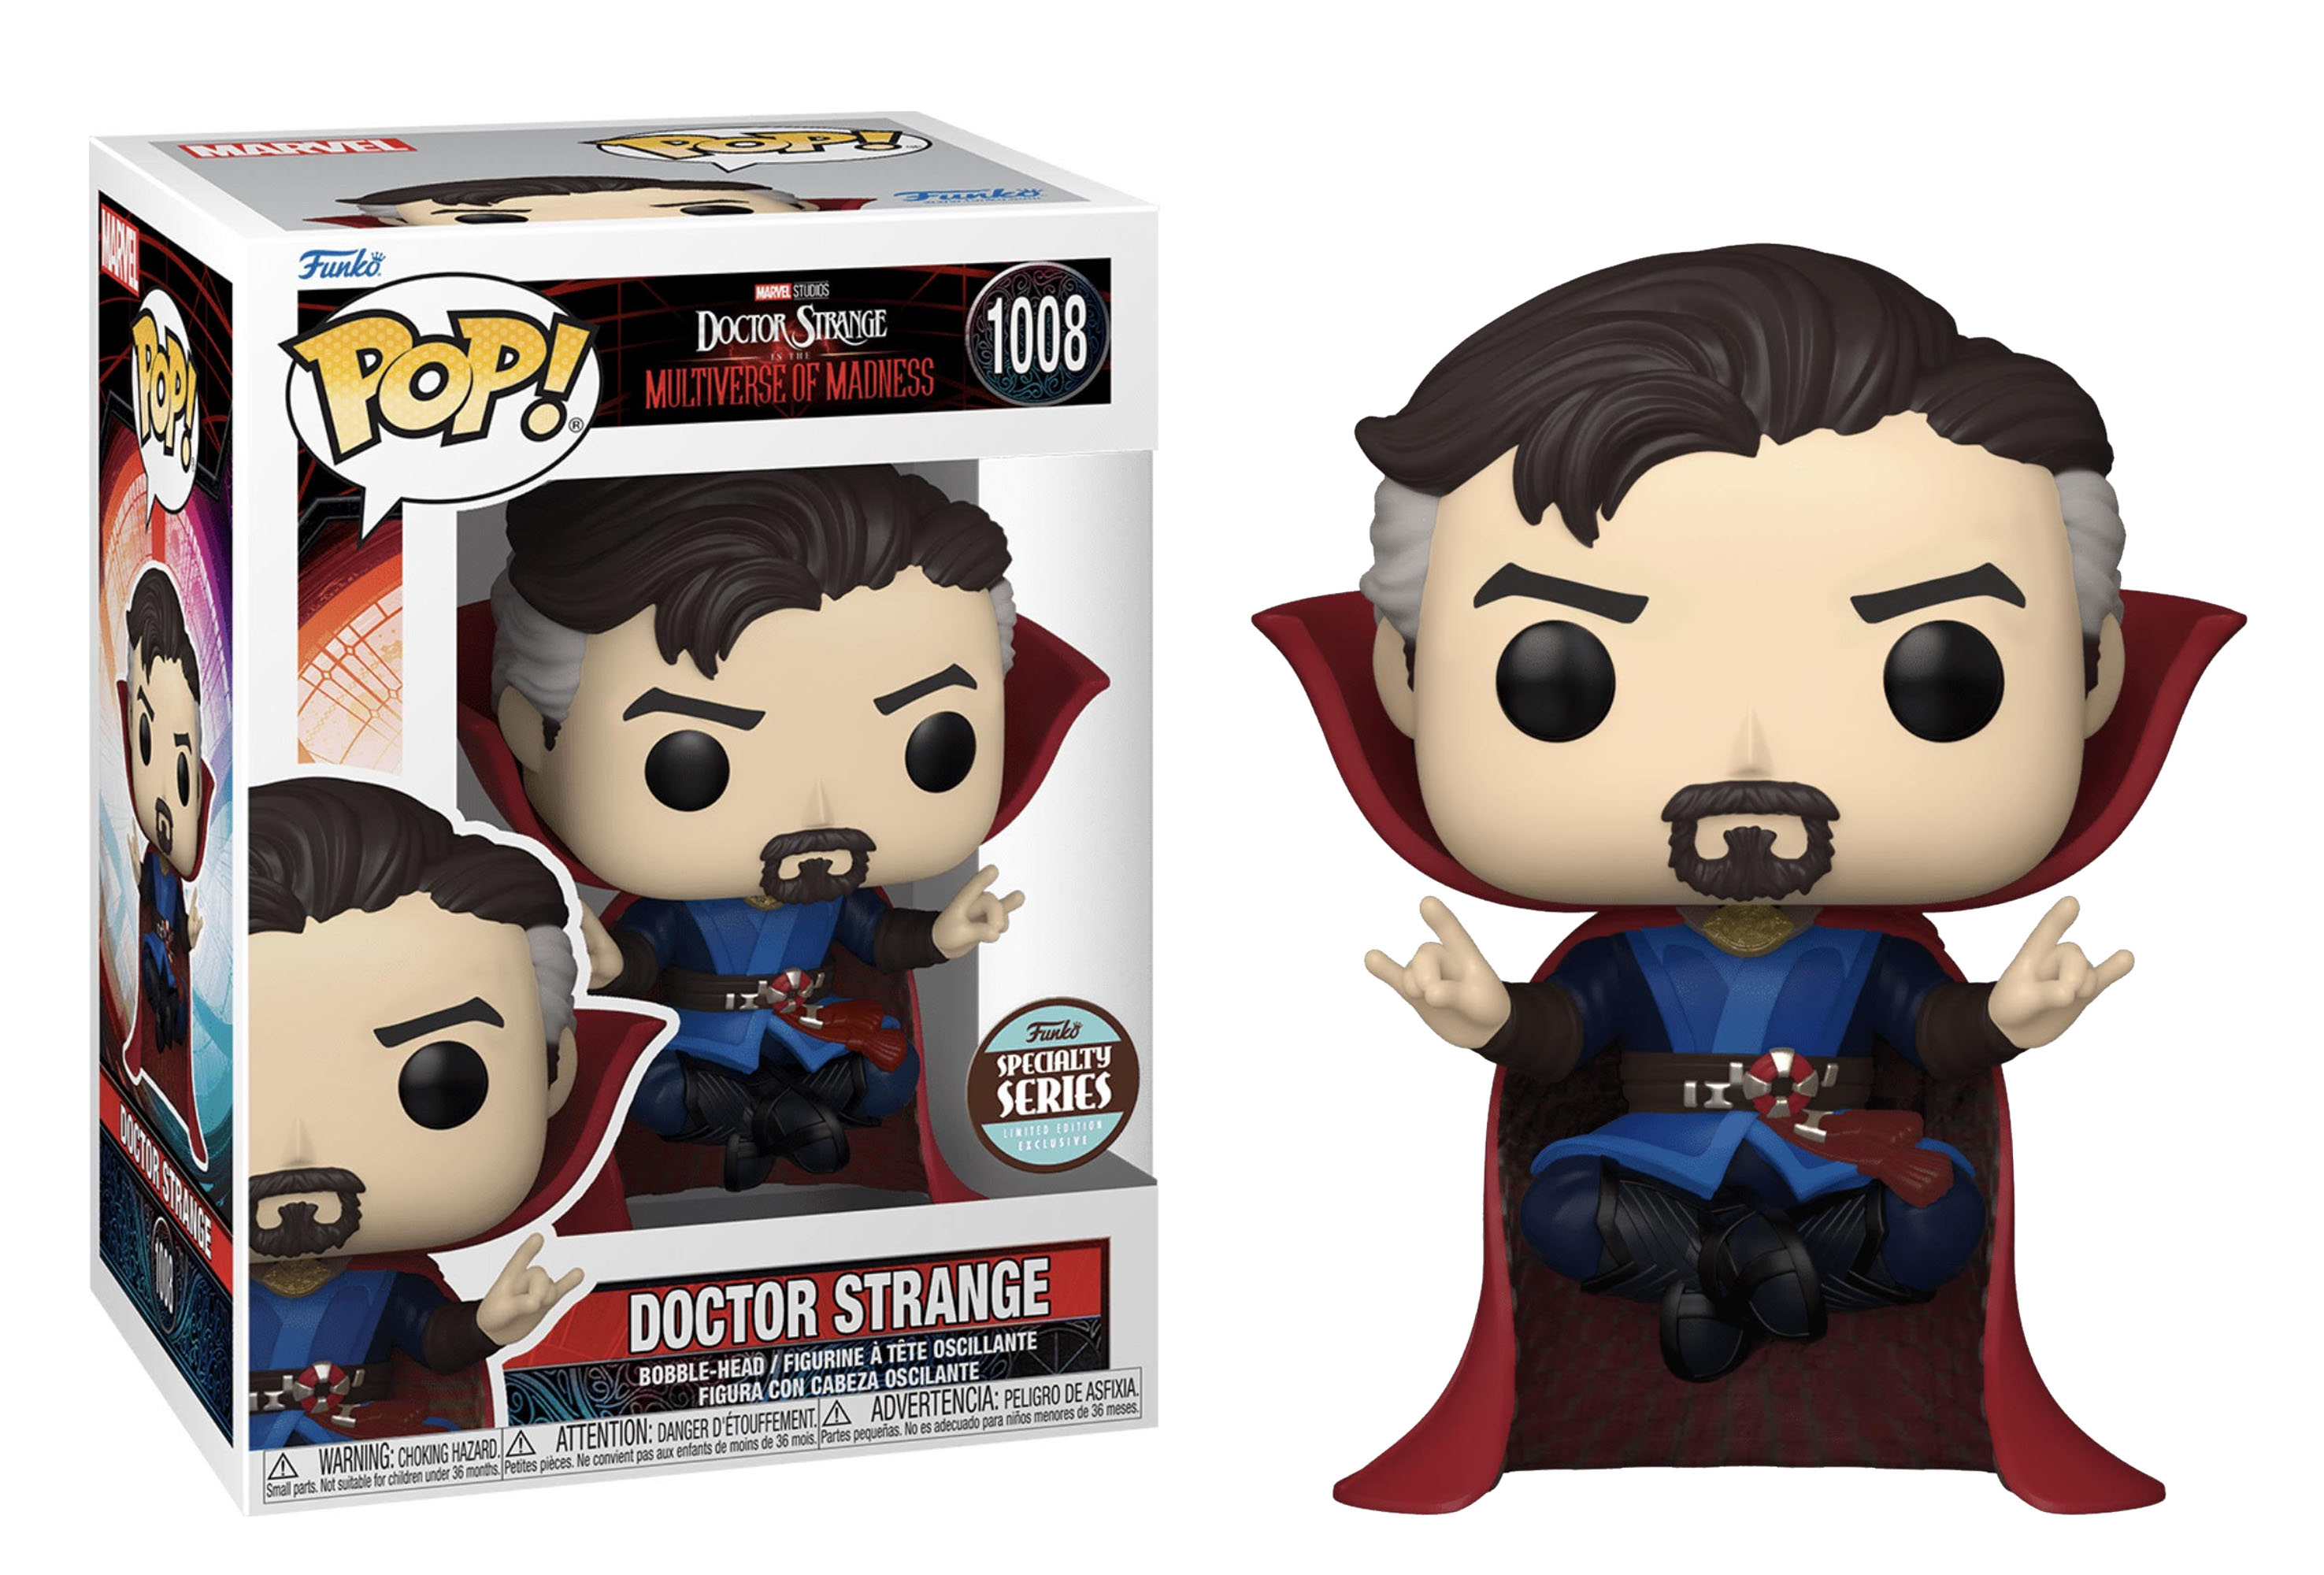 MARVEL
POP!
Funko
MARVEL
POP!
DOCTOR STRANGE
1008
Funko
POP!®
MARVEL STUDIOS
DOCTOR STRANGE
IN THE
MULTIVERSE OF MADNESS
1008
Funko
SPECIALTY
SERIES
LIMITED EDITION
EXCLUSIVE
DOCTOR STRANGE
BOBBLE-HEAD / FIGURINE À TÊTE OSCILLANTE
FIGURA CON CABEZA OSCILANTE
WARNING: CHOKING HAZARD.
Small parts. Not suitable for children under 36 months.
ATTENTION: DANGER D'ÉTOUFFEMENT.
Petites pièces. Ne convient pas aux enfants de moins de 36 mois.
ADVERTENCIA: PELIGRO DE ASFIXIA.
Partes pequeñas. No es adecuado para niños menores de 36 meses.